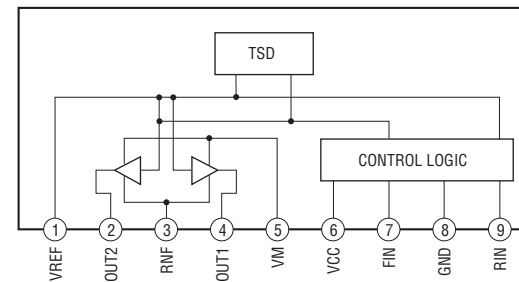 TSD
CONTROL LOGIC
1 2 3 4 5 6 7 8 9
VREF
OUT2
RNF
OUT1
VM
VCC
FIN
GND
RIN